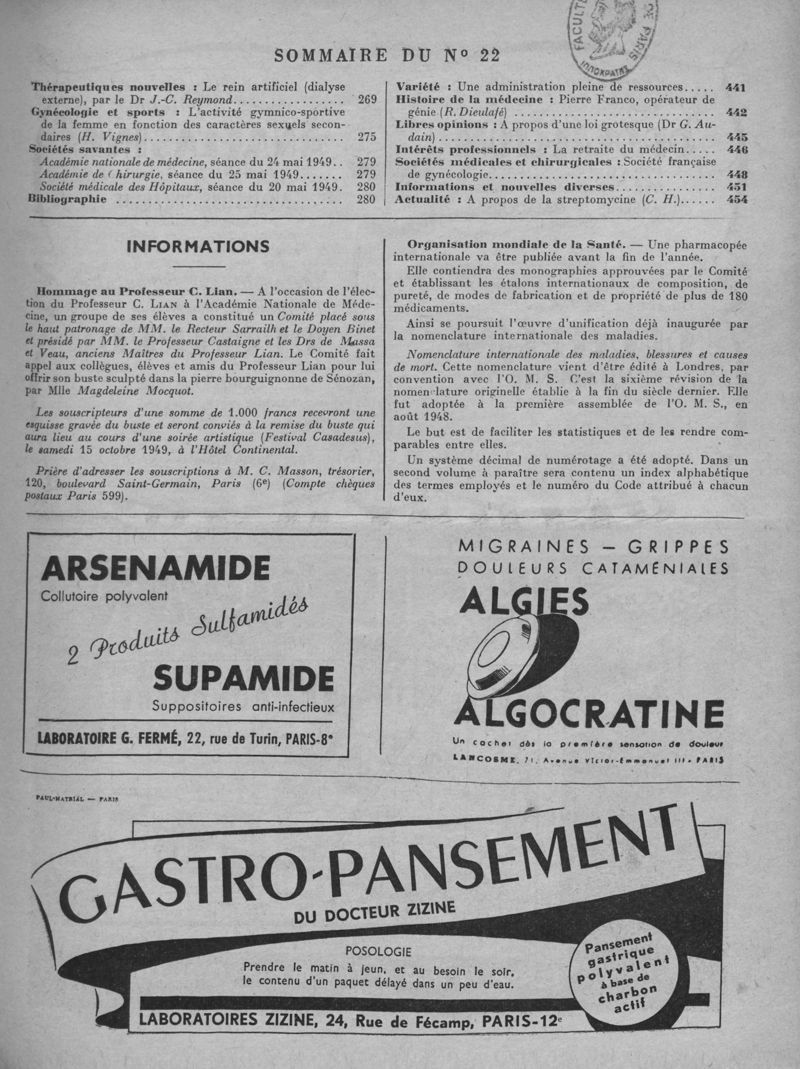 FACULTÉ
DE PARIS
HIPPOKPATHS
SOMMAIRE DU Nº 22
Thérapeutiques nouvelles : Le rein artificiel (dialyse
externe), par le Dr J.-C. Reymond.................. 269
Gynécologie et sports : L'activité gymnico-sportive
de la femme en fonction des caractères sexuels secon-
daires (H. Vignes)................................ 275
Sociétés savantes :
Académie nationale de médecine, séance du 24 mai 1949.. 279
Académie de Chirurgie, séance du 25 mai 1949....... 279
Société médicale des Hôpitaux, séance du 20 mai 1949. 280
Bibliographie .................................... 280
Variété : Une administration pleine de ressources..... 441
Histoire de la médecine : Pierre Franco, opérateur de
génie (R. Dieulafé) .............................. 442
Libres opinions : A propos d'une loi grotesque (Dr G. Au-
dain)............................................ 445
Intérêts professionnels : La retraite du médecin..... 446
Sociétés médicales et chirurgicales : Société française
de gynécologie.................................... 448
Informations et nouvelles diverses................ 451
Actualité : A propos de la streptomycine (C. H.)...... 454
INFORMATIONS
Hommage au Professeur C. Lian. — A l'occasion de l'élec-
tion du Professeur C. LIAN à l'Académie Nationale de Méde-
cine, un groupe de ses élèves a constitué un Comité placé sous
le haut patronage de MM. le Recteur Sarrailh et le Doyen Binet
et présidé par MM. le Professeur Castaigne et les Drs de Massa
et Veau, anciens Maîtres du Professeur Lian. Le Comité fait
appel aux collègues, élèves et amis du Professeur Lian pour lui
offrir son buste sculpté dans la pierre bourguignonne de Sénozan,
par Mlle Magdeleine Mocquot.
Les souscripteurs d'une somme de 1.000 francs recevront une
esquisse gravée du buste et seront conviés à la remise du buste qui
aura lieu au cours d'une soirée artistique (Festival Casadesus),
le samedi 15 octobre 1949, à l'Hôtel Continental.
Prière d'adresser les souscriptions à M. C. Masson, trésorier,
120, boulevard Saint-Germain, Paris (6e) (Compte chèques
postaux Paris 599).
Organisation mondiale de la Santé. — Une pharmacopée
internationale va être publiée avant la fin de l'année.
Elle contiendra des monographies approuvées par le Comité
et établissant les étalons internationaux de composition, de
pureté, de modes de fabrication et de propriété de plus de 180
médicaments.
Ainsi se poursuit l'œuvre d'unification déjà inaugurée par
la nomenclature internationale des maladies.
Nomenclature internationale des maladies, blessures et causes
de mort. Cette nomenclature vient d'être édité à Londres, par
convention avec l'O. M. S. C'est la sixième révision de la
nomenclature originelle établie à la fin du siècle dernier. Elle
fut adoptée à la première assemblée de l'O. M. S., en
août 1948.
Le but est de faciliter les statistiques et de les rendre com-
parables entre elles.
Un système décimal de numérotage a été adopté. Dans un
second volume à paraître sera contenu un index alphabétique
des termes employés et le numéro du Code attribué à chacun
d'eux.
ARSENAMIDE
Collutoire polyvalent
2 Produits Sulfamidés
SUPAMIDE
Suppositoires anti-infectieux
LABORATOIRE G. FERMÉ, 22, rue de Turin, PARIS-8e
MIGRAINES — GRIPPES
DOULEURS CATAMÉNIALES
ALGIES
ALGOCRATINE
Un cachet dès la première sensation de douleur
LANCOSME, 71, Avenue Victor-Emmanuel III - PARIS
PAUL-MATRIAL — PARIS
GASTRO-PANSEMENT
DU DOCTEUR ZIZINE
POSOLOGIE
Prendre le matin à jeun, et au besoin le soir,
le contenu d'un paquet délayé dans un peu d'eau.
Pansement
gastrique
polyvalent
à base de
charbon
actif
LABORATOIRES ZIZINE, 24, Rue de Fécamp, PARIS-12e